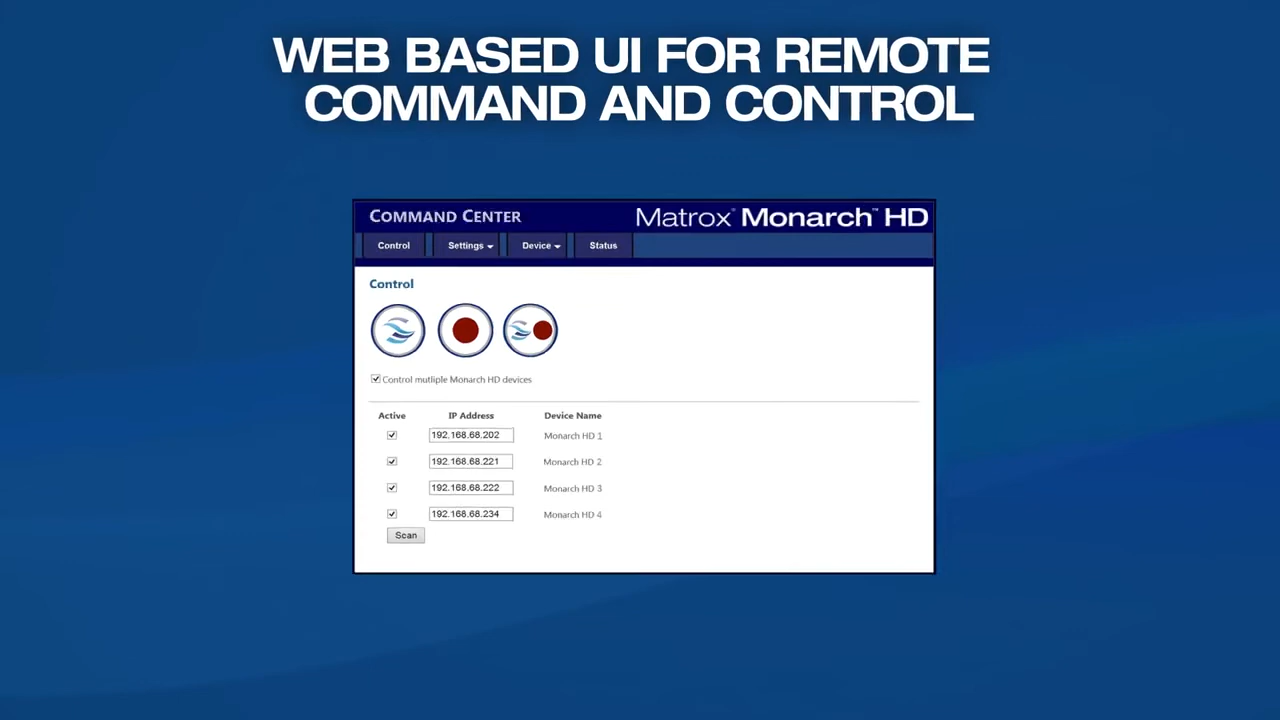 WEB BASED UI FOR REMOTE
COMMAND AND CONTROL
COMMAND CENTER
Matrox® Monarch™ HD
Control Settings Device Status
Control
Control mutliple Monarch HD devices
Active IP Address Device Name
192.168.68.202 Monarch HD 1
192.168.68.221 Monarch HD 2
192.168.68.222 Monarch HD 3
192.168.68.234 Monarch HD 4
Scan